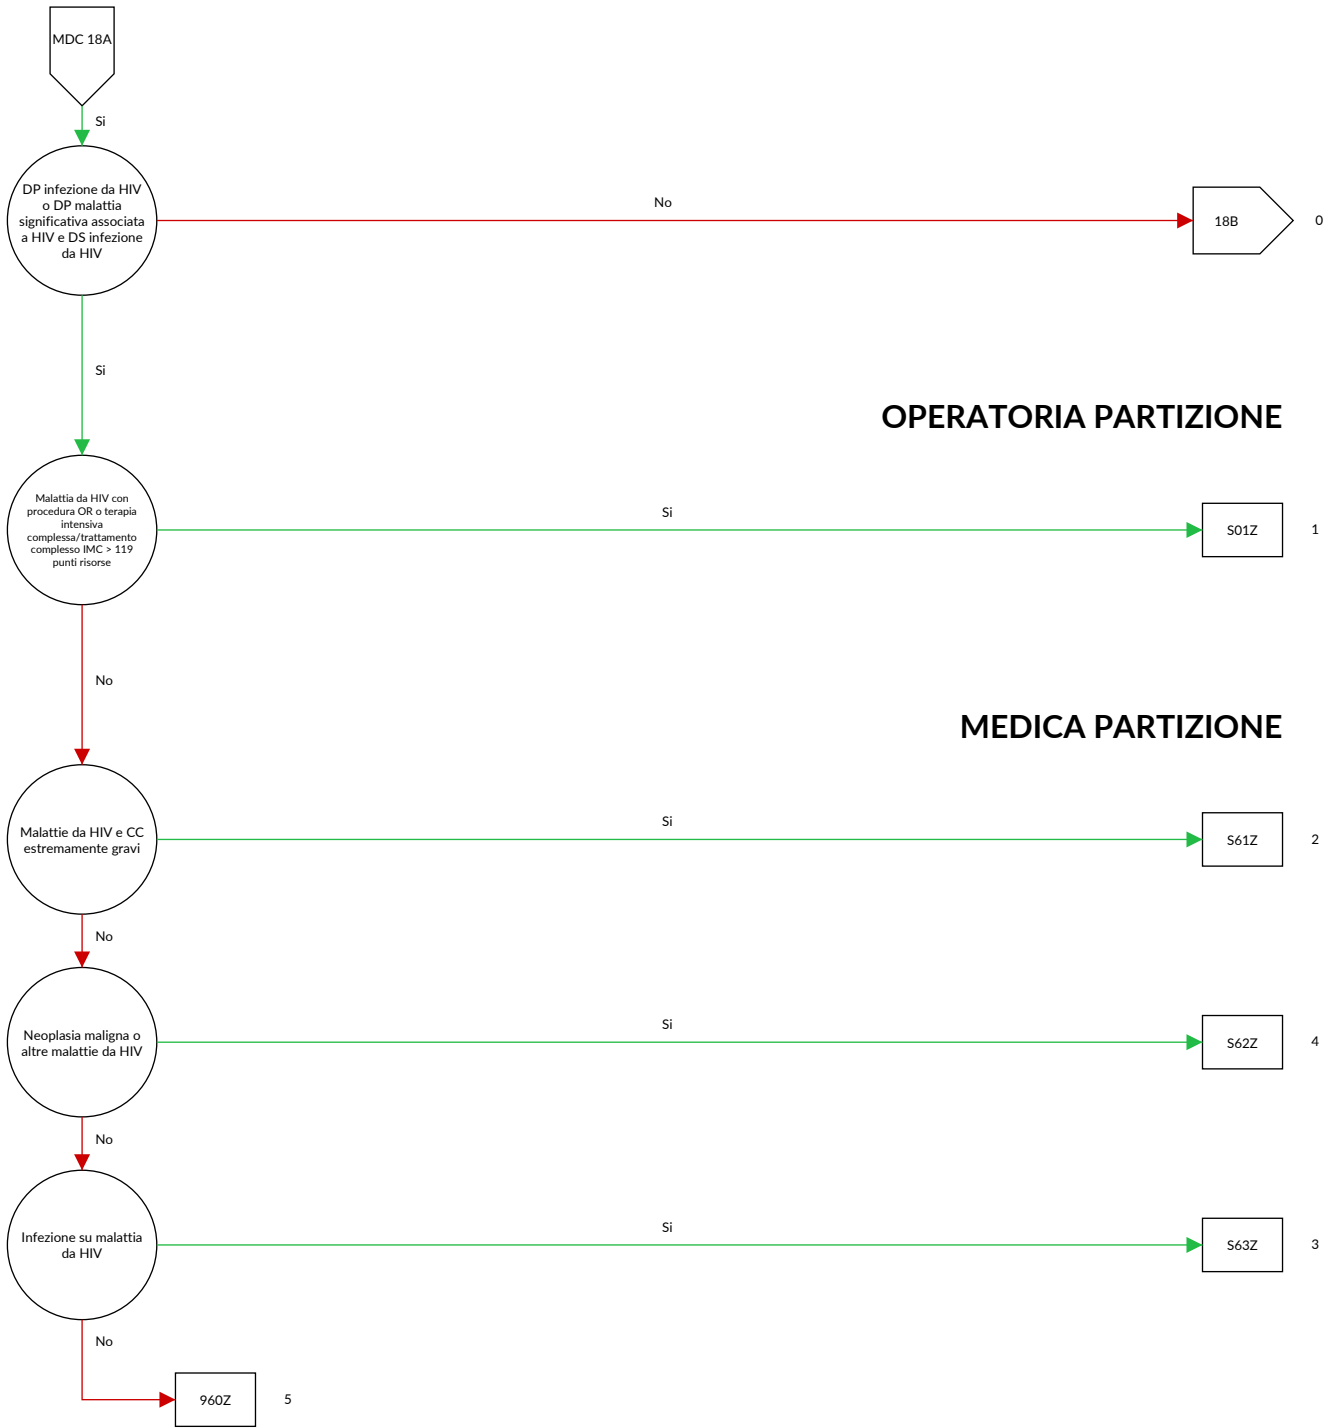 MDC 18A
Si
DP infezione da HIV
o DP malattia
significativa associata
a HIV e DS infezione
da HIV
No
18B
0
Si
OPERATORIA PARTIZIONE
Malattia da HIV con
procedura OR o terapia
intensiva
complessa/trattamento
complesso IMC > 119
punti risorse
Si
S01Z
1
No
MEDICA PARTIZIONE
Malattie da HIV e CC
estremamente gravi
Si
S61Z
2
No
Neoplasia maligna o
altre malattie da HIV
Si
S62Z
4
No
Infezione su malattia
da HIV
Si
S63Z
3
No
960Z
5